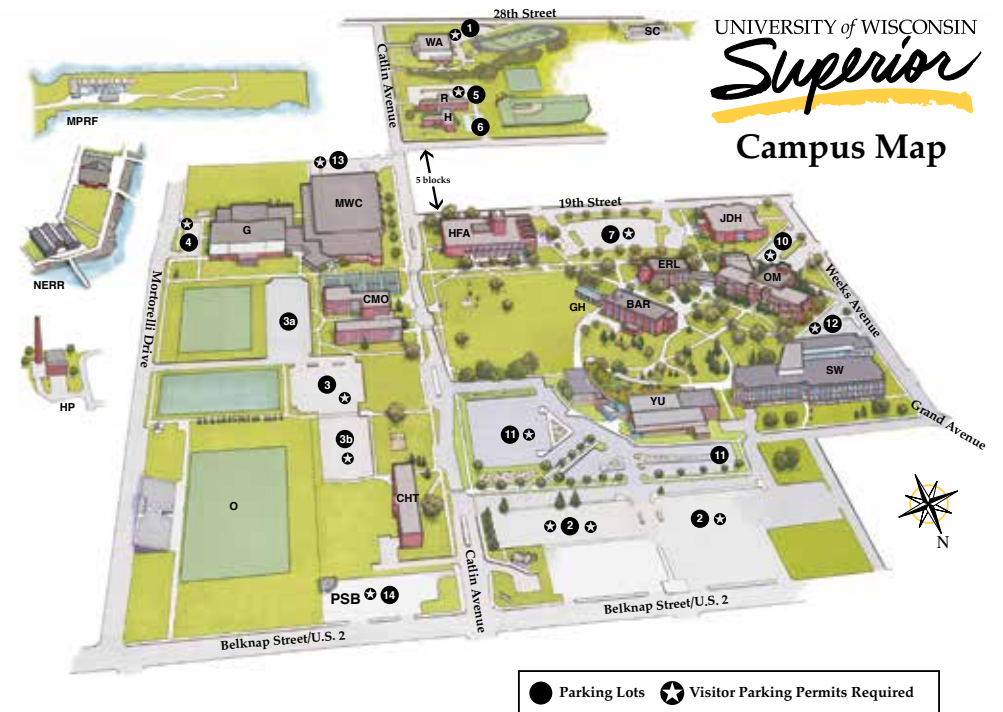 28th Street
1
WA
SC
UNIVERSITY of WISCONSIN
Superior
Campus Map
Catlin Avenue
R
5
H
6
MPRF
5 blocks
13
MWC
19th Street
G
4
HFA
7
JDH
10
ERL
OM
NERR
Mortorelli Drive
CMO
GH
BAR
Weeks Avenue
12
3a
SW
HP
3
YU
Grand Avenue
3b
11
11
CHT
O
2
2
N
Catlin Avenue
PSB
14
Belknap Street/U.S. 2
Belknap Street/U.S. 2
Parking Lots
Visitor Parking Permits Required